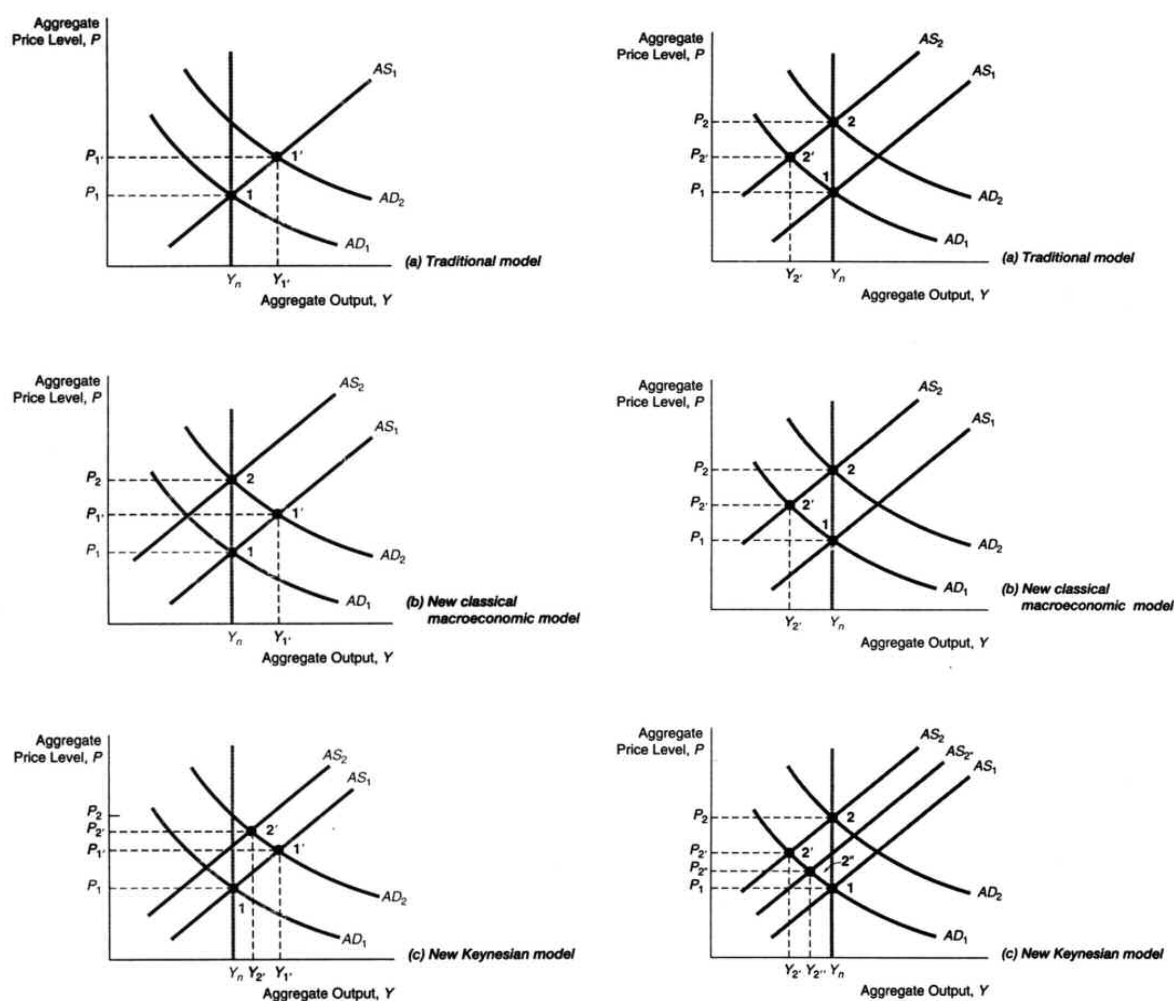 Aggregate
Price Level, P
AS₁
P₁′
1′
P₁
1
AD₂
AD₁
(a) Traditional model
Yₙ
Y₁′
Aggregate Output, Y
Aggregate
Price Level, P
AS₂
AS₁
P₂
2
P₂′
2′
P₁
1
AD₂
AD₁
(a) Traditional model
Y₂′
Yₙ
Aggregate Output, Y
Aggregate
Price Level, P
AS₂
AS₁
P₂
2
P₁′
1′
P₁
1
AD₂
AD₁
(b) New classical
macroeconomic model
Yₙ
Y₁′
Aggregate Output, Y
Aggregate
Price Level, P
AS₂
AS₁
P₂
2
P₂′
2′
P₁
1
AD₂
AD₁
(b) New classical
macroeconomic model
Y₂′
Yₙ
Aggregate Output, Y
Aggregate
Price Level, P
AS₂
AS₁
P₂
P₂′
2′
P₁′
1′
P₁
1
AD₂
AD₁
(c) New Keynesian model
Yₙ Y₂′ Y₁′
Aggregate Output, Y
Aggregate
Price Level, P
AS₂
AS₂″
AS₁
P₂
2
P₂′
2′
P₂″
2″
P₁
1
AD₂
AD₁
(c) New Keynesian model
Y₂′ Y₂″ Yₙ
Aggregate Output, Y